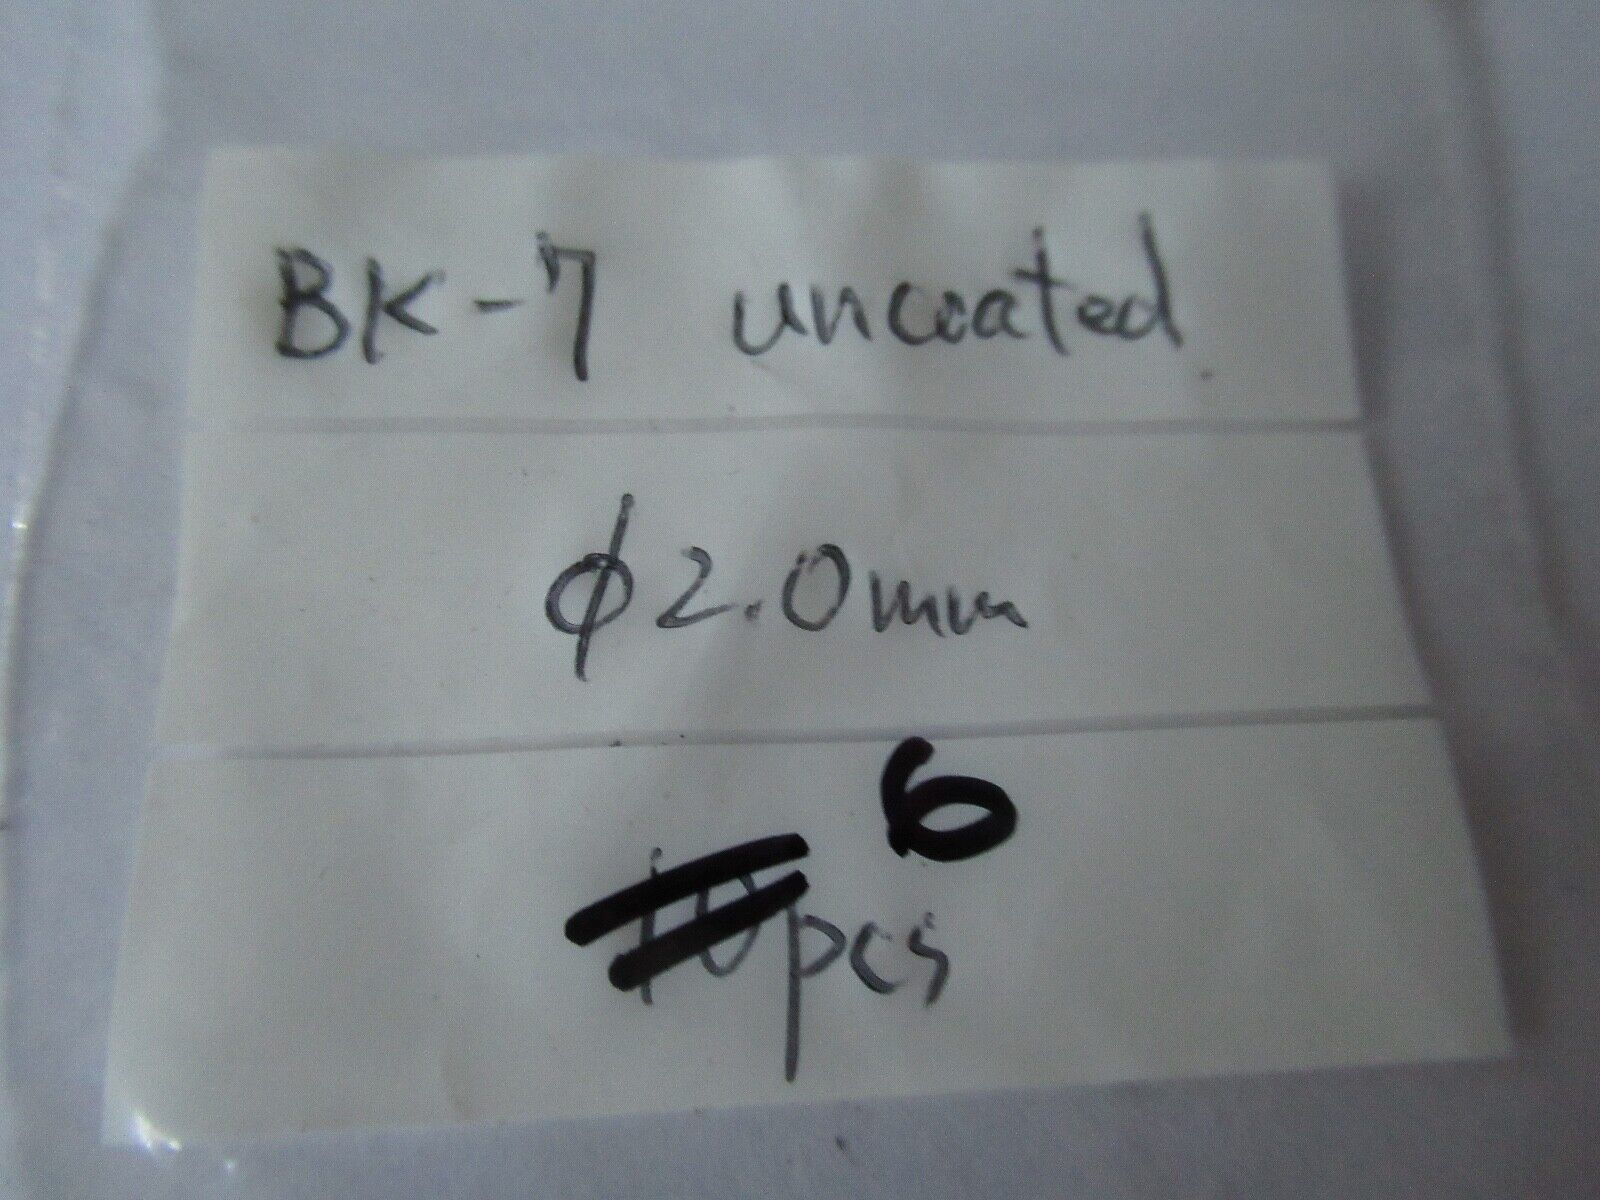 BK-7 uncoated
ϕ2.0mm
6
10pcs